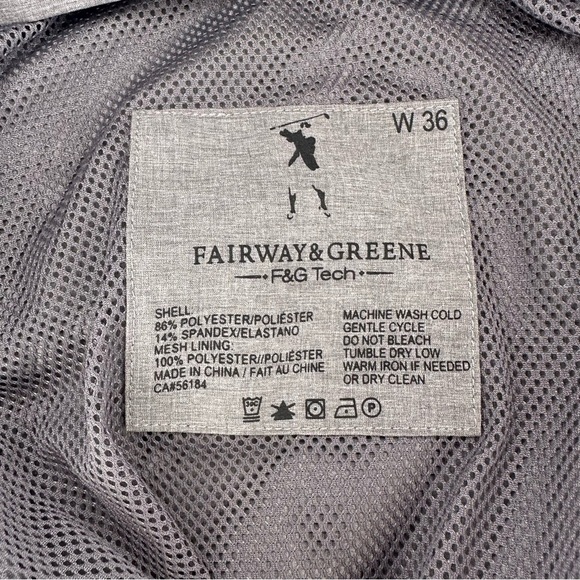 W 36
FAIRWAY&GREENE
F&G Tech
SHELL:
86% POLYESTER/POLIÉSTER
14% SPANDEX/ELASTANO
MESH LINING:
100% POLYESTER//POLIÉSTER
MADE IN CHINA / FAIT AU CHINE
CA#56184
MACHINE WASH COLD
GENTLE CYCLE
DO NOT BLEACH
TUMBLE DRY LOW
WARM IRON IF NEEDED
OR DRY CLEAN
P